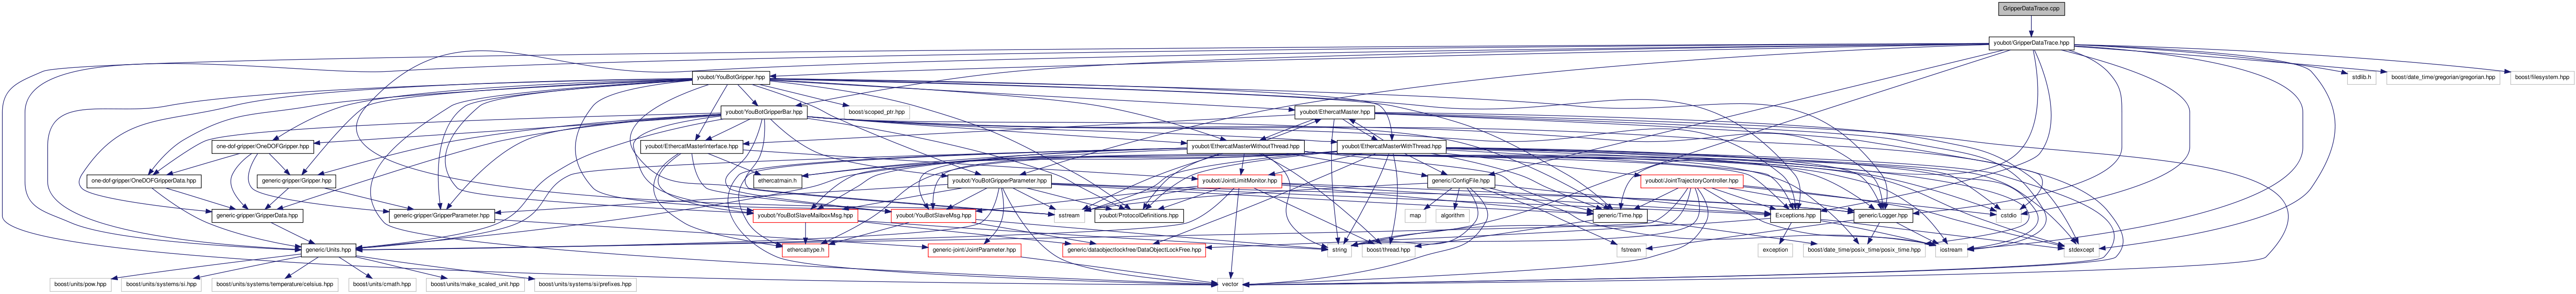 GripperDataTrace.cpp
youbot/GripperDataTrace.hpp
youbot/YouBotGripper.hpp
stdlib.h
boost/date_time/gregorian/gregorian.hpp
boost/filesystem.hpp
youbot/YouBotGripperBar.hpp
boost/scoped_ptr.hpp
youbot/EthercatMaster.hpp
one-dof-gripper/OneDOFGripper.hpp
youbot/EthercatMasterInterface.hpp
youbot/EthercatMasterWithoutThread.hpp
youbot/EthercatMasterWithThread.hpp
one-dof-gripper/OneDOFGripperData.hpp
generic-gripper/Gripper.hpp
ethercatmain.h
youbot/YouBotGripperParameter.hpp
youbot/JointLimitMonitor.hpp
generic/ConfigFile.hpp
youbot/JointTrajectoryController.hpp
generic-gripper/GripperData.hpp
generic-gripper/GripperParameter.hpp
youbot/YouBotSlaveMailboxMsg.hpp
youbot/YouBotSlaveMsg.hpp
sstream
youbot/ProtocolDefinitions.hpp
map
algorithm
generic/Time.hpp
Exceptions.hpp
generic/Logger.hpp
cstdio
generic/Units.hpp
ethercattype.h
generic-joint/JointParameter.hpp
generic/dataobjectlockfree/DataObjectLockFree.hpp
string
boost/thread.hpp
fstream
exception
boost/date_time/posix_time/posix_time.hpp
iostream
stdexcept
boost/units/pow.hpp
boost/units/systems/si.hpp
boost/units/systems/temperature/celsius.hpp
boost/units/cmath.hpp
boost/units/make_scaled_unit.hpp
boost/units/systems/si/prefixes.hpp
vector